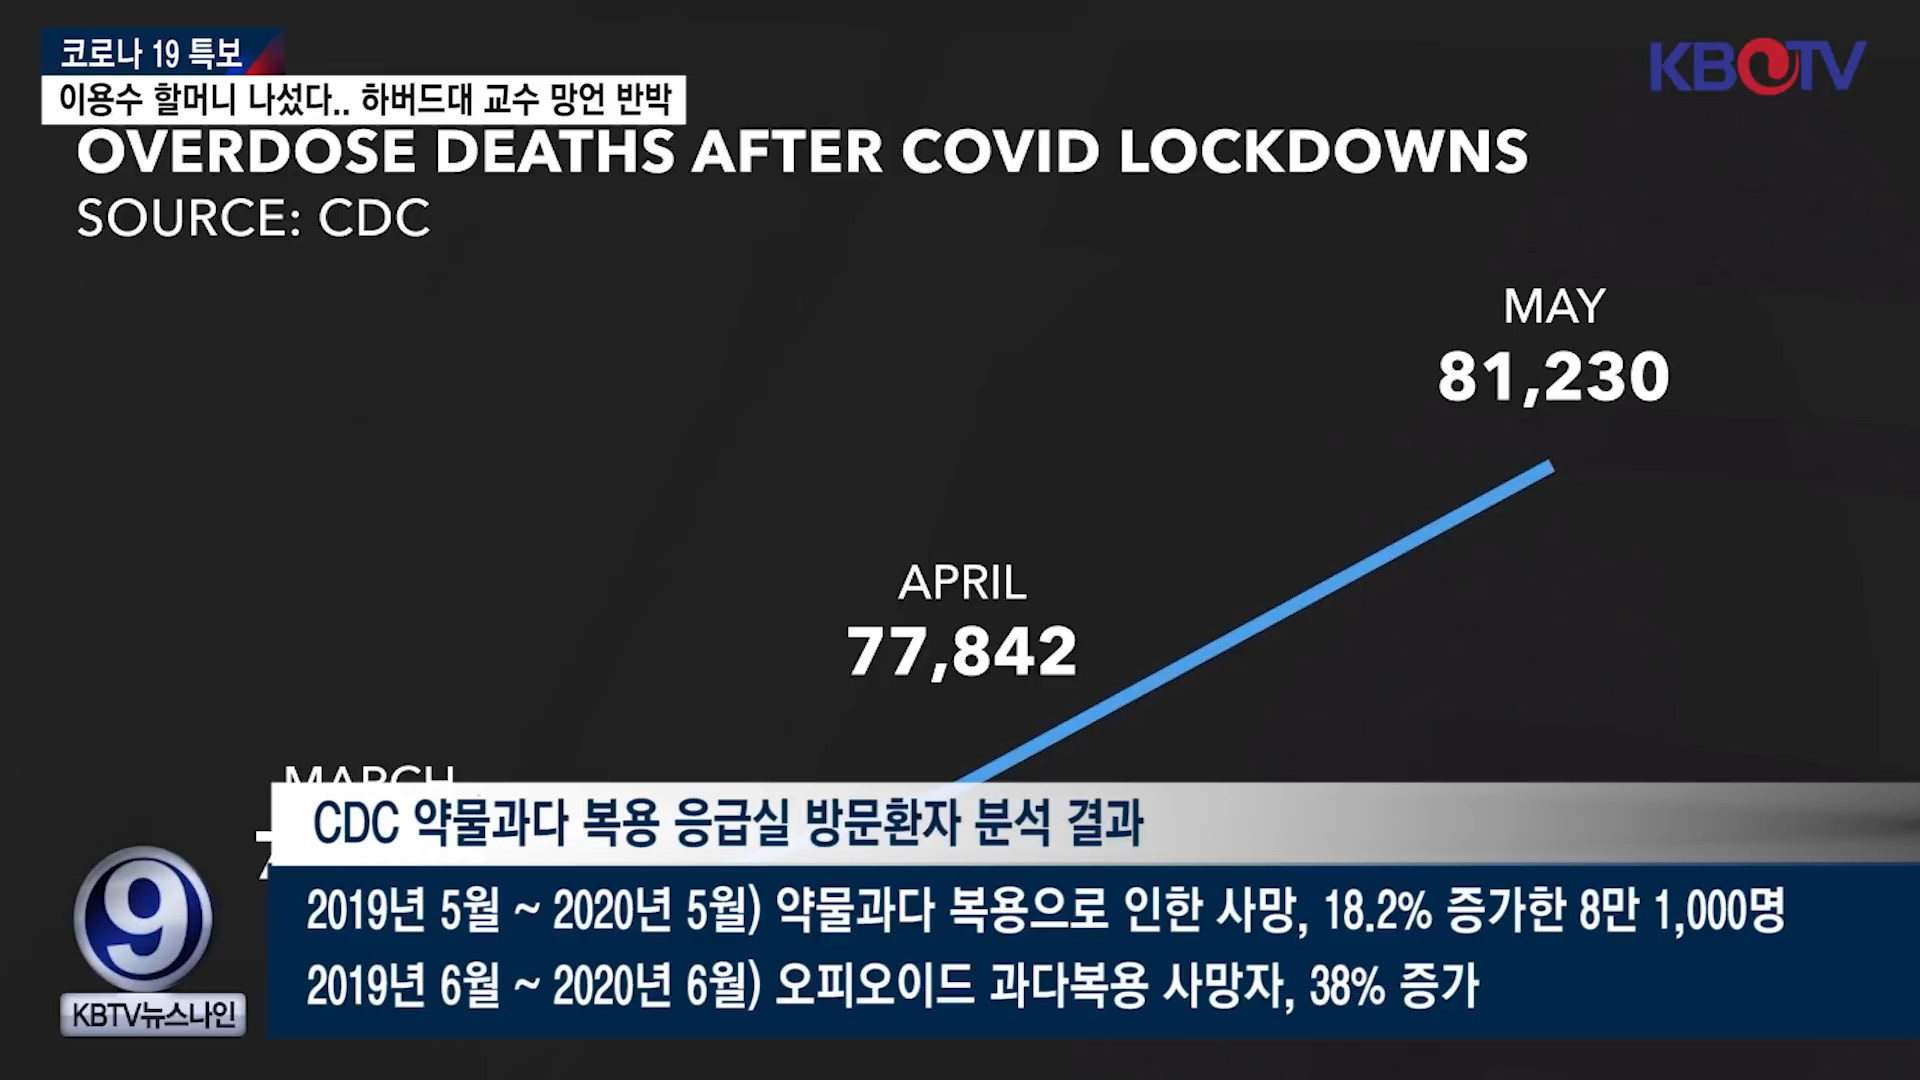 코로나 19 특보
이용수 할머니 나섰다.. 하버드대 교수 망언 반박
KBTV
OVERDOSE DEATHS AFTER COVID LOCKDOWNS
SOURCE: CDC
MAY
81,230
APRIL
77,842
MARCH
CDC 약물과다 복용 응급실 방문환자 분석 결과
2019년 5월 ~ 2020년 5월) 약물과다 복용으로 인한 사망, 18.2% 증가한 8만 1,000명
2019년 6월 ~ 2020년 6월) 오피오이드 과다복용 사망자, 38% 증가
9
KBTV뉴스나인